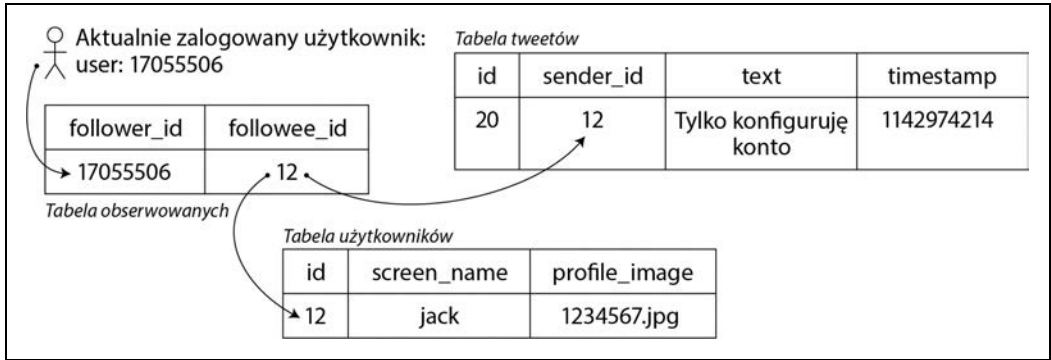 Aktualnie zalogowany użytkownik:
user: 17055506
Tabela tweetów
id sender_id text timestamp
20 12 Tylko konfiguruję 1142974214
konto
follower_id followee_id
17055506 12
Tabela obserwowanych
Tabela użytkowników
id screen_name profile_image
12 jack 1234567.jpg